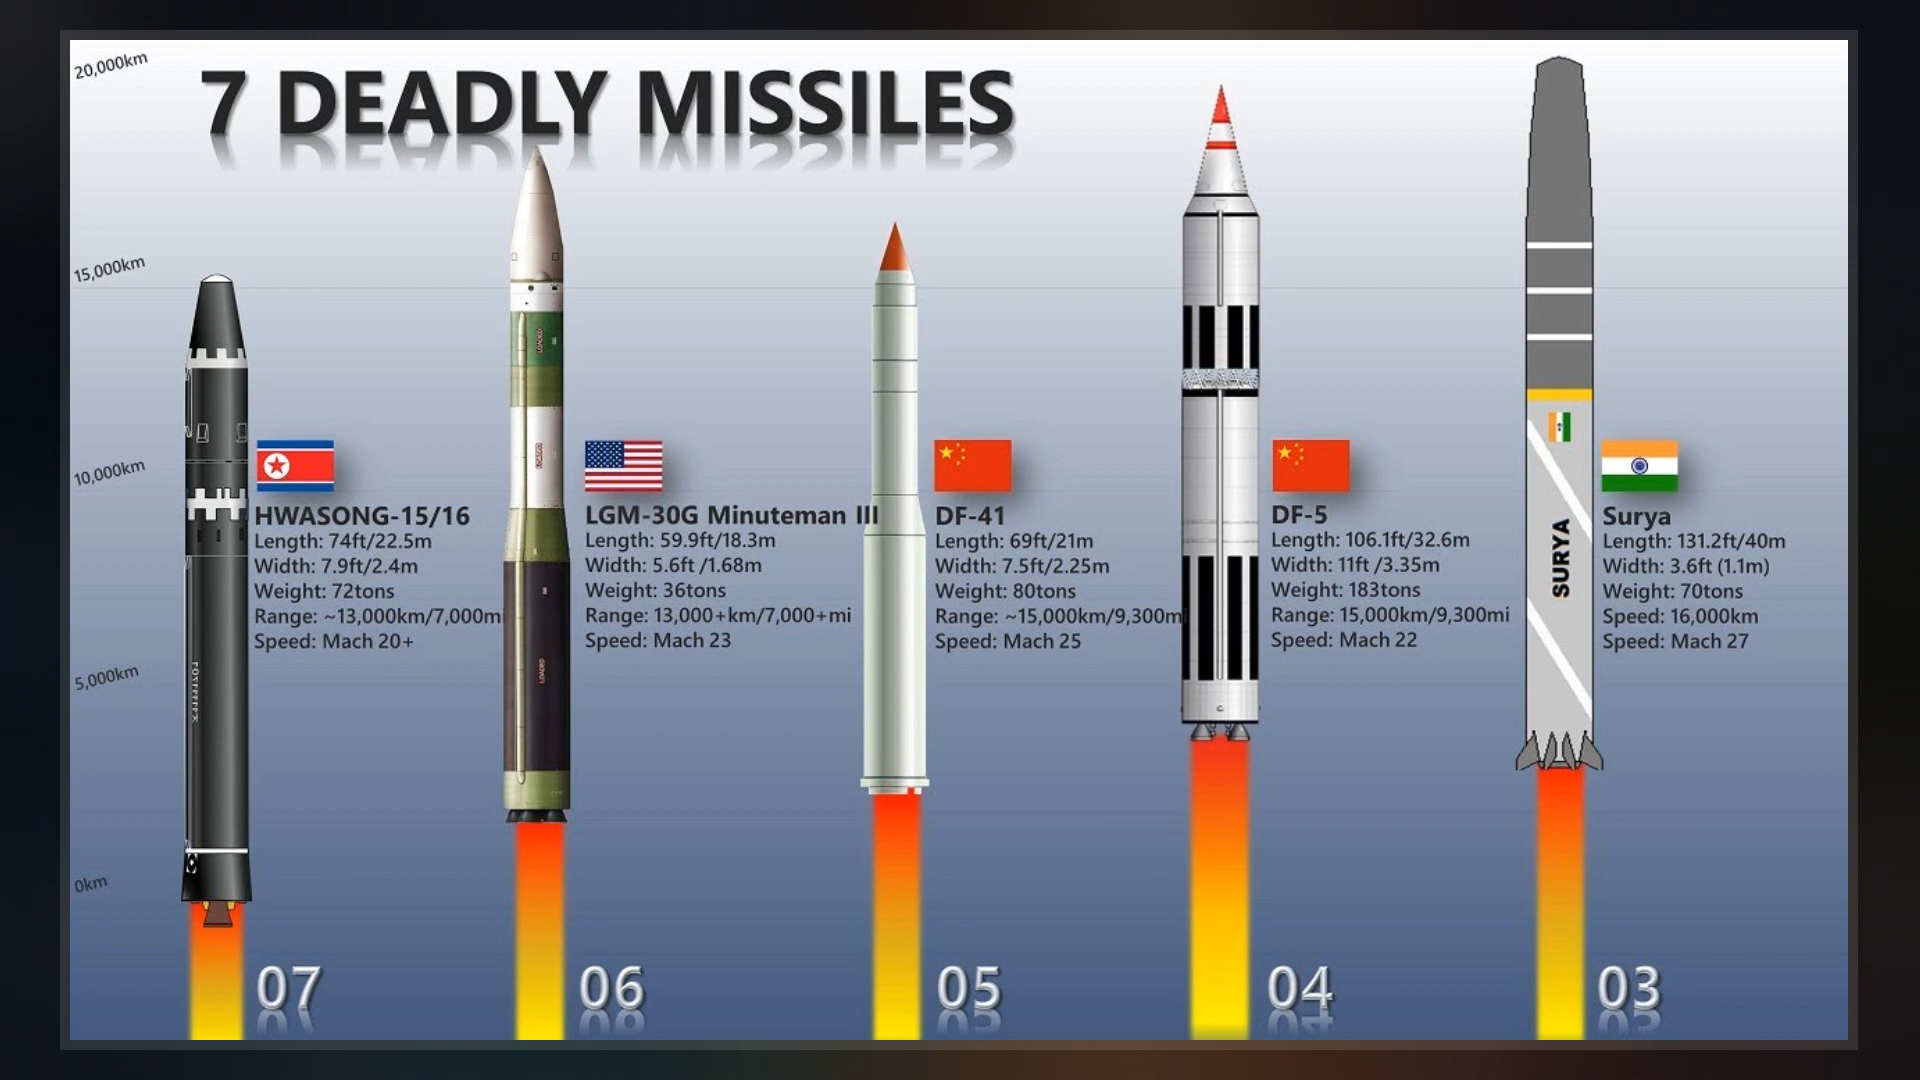 20,000km
7 DEADLY MISSILES
15,000km
10,000km
5,000km
0km
HWASONG-15/16
Length: 74ft/22.5m
Width: 7.9ft/2.4m
Weight: 72tons
Range: ~13,000km/7,000mi
Speed: Mach 20+
07
LGM-30G Minuteman III
Length: 59.9ft/18.3m
Width: 5.6ft /1.68m
Weight: 36tons
Range: 13,000+km/7,000+mi
Speed: Mach 23
06
DF-41
Length: 69ft/21m
Width: 7.5ft/2.25m
Weight: 80tons
Range: ~15,000km/9,300mi
Speed: Mach 25
05
DF-5
Length: 106.1ft/32.6m
Width: 11ft /3.35m
Weight: 183tons
Range: 15,000km/9,300mi
Speed: Mach 22
04
SURYA
Surya
Length: 131.2ft/40m
Width: 3.6ft (1.1m)
Weight: 70tons
Speed: 16,000km
Speed: Mach 27
03